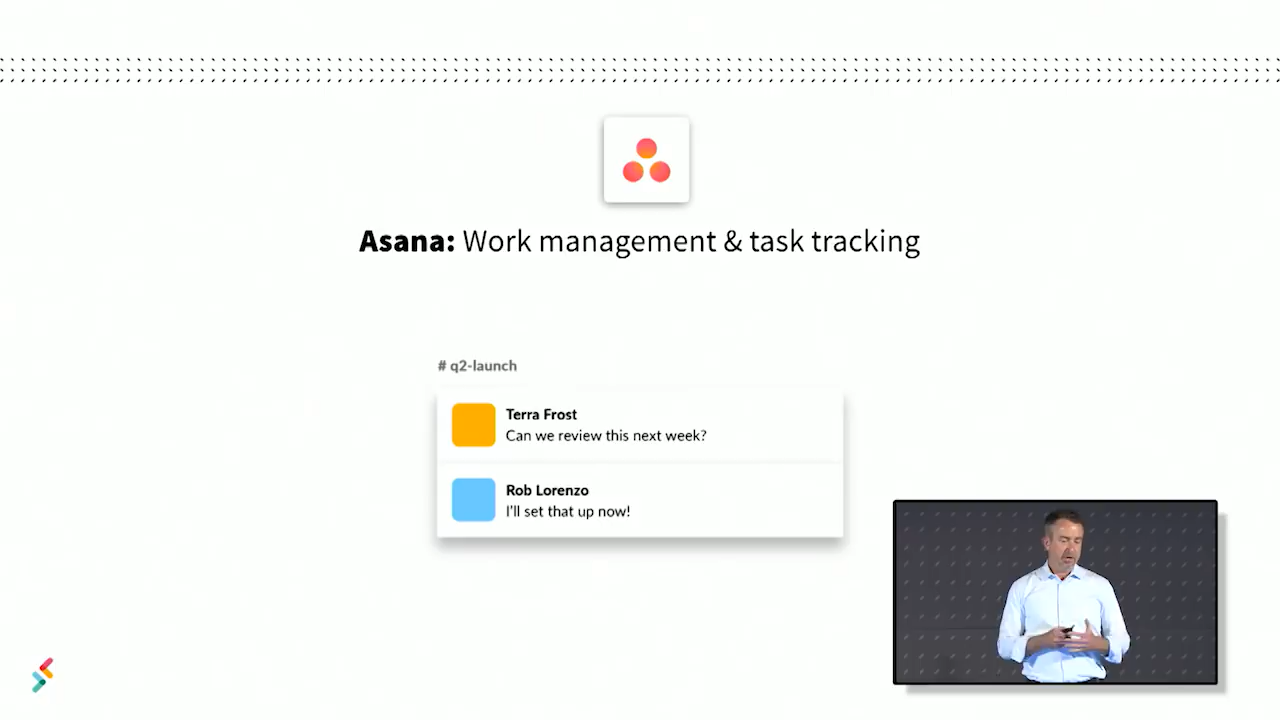 Asana: Work management & task tracking
# q2-launch
Terra Frost
Can we review this next week?
Rob Lorenzo
I'll set that up now!